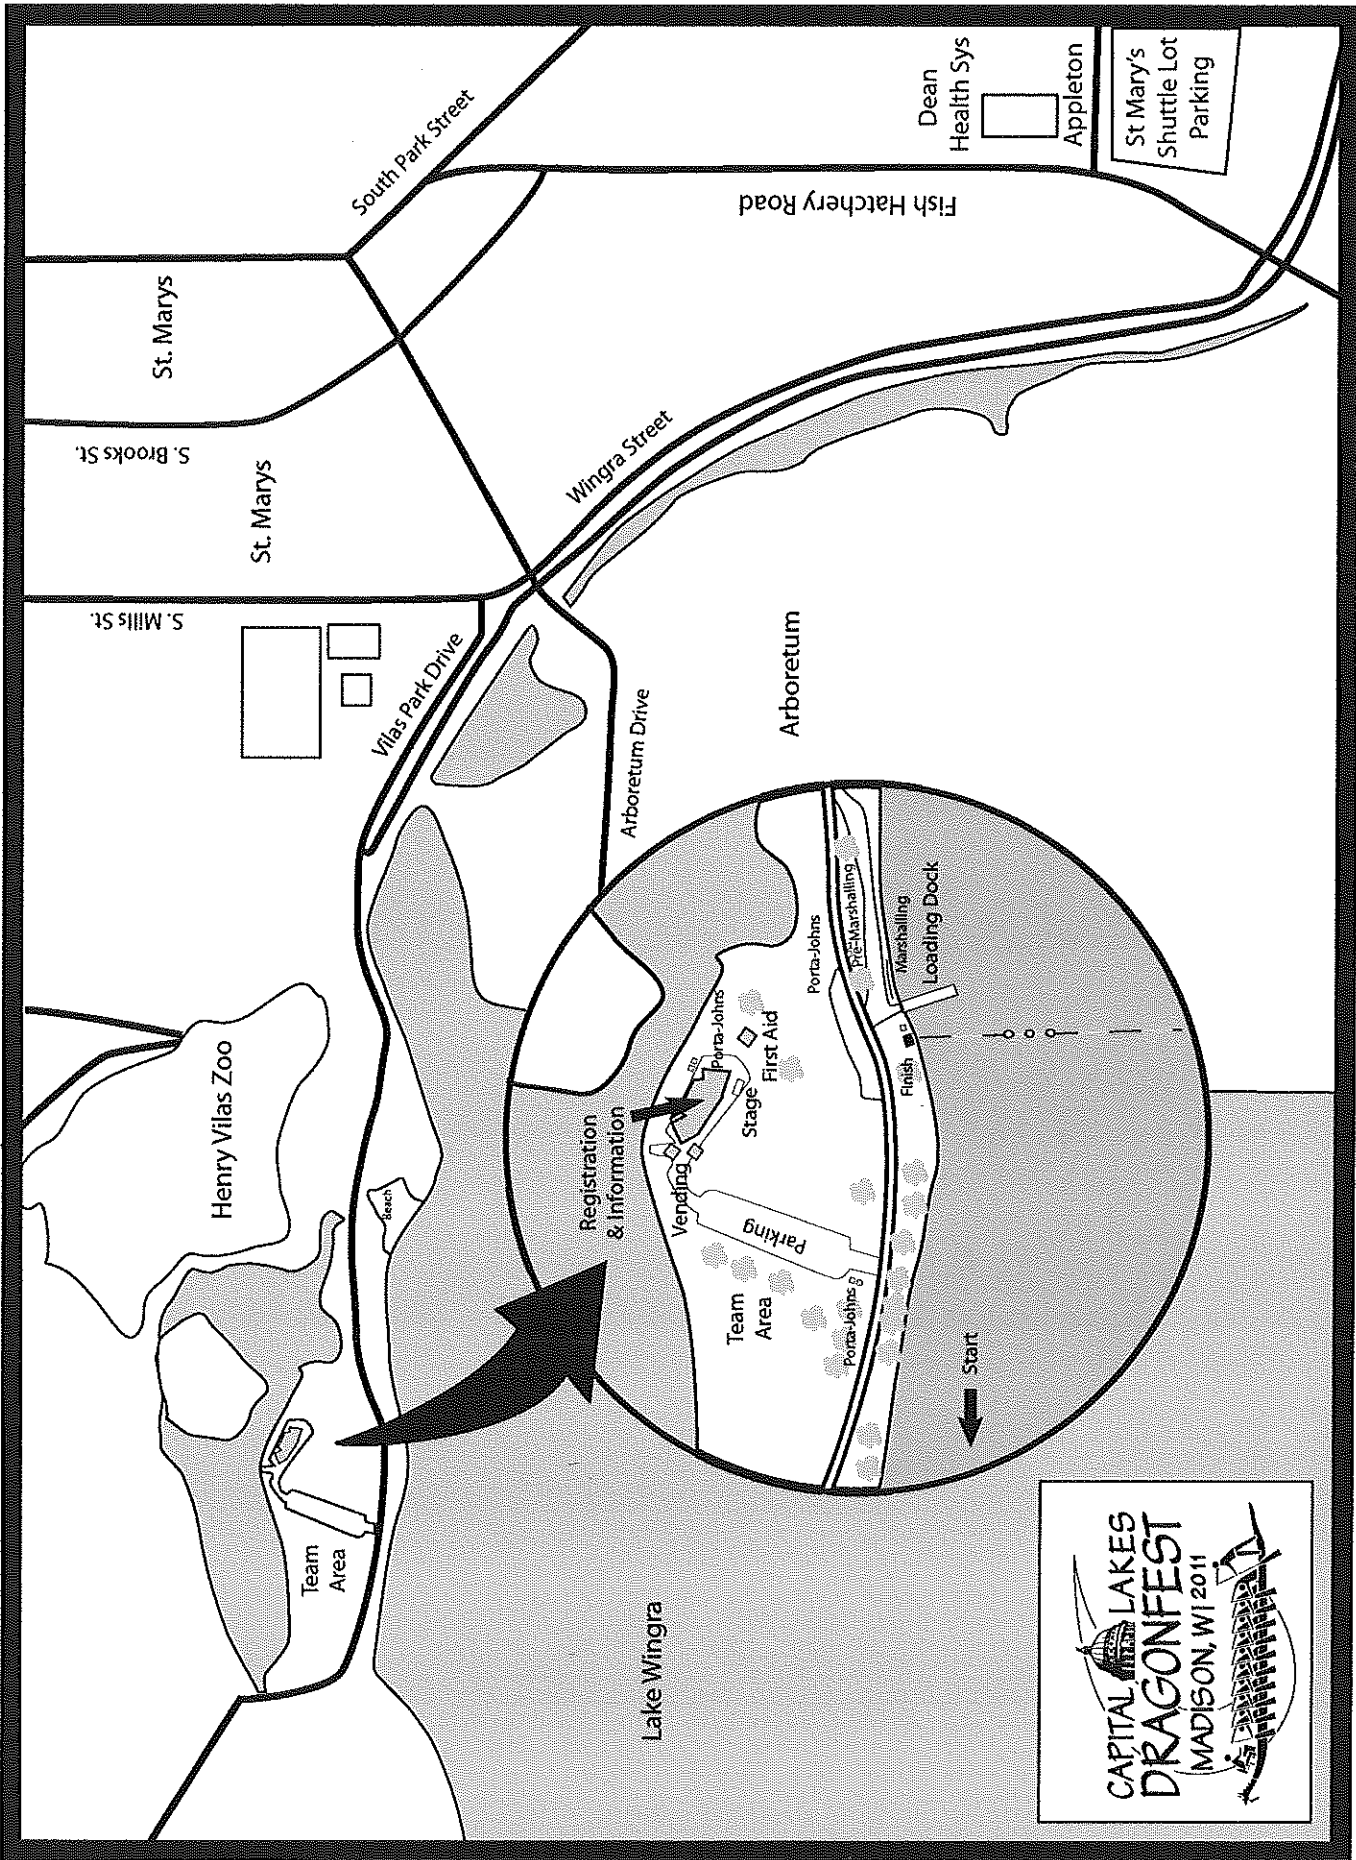 South Park Street
Dean
Health Sys
Appleton
St Mary's
Shuttle Lot
Parking
Fish Hatchery Road
St. Marys
S. Brooks St.
St. Marys
S. Mills St.
Wingra Street
Vilas Park Drive
Arboretum Drive
Arboretum
Henry Vilas Zoo
Beach
Team
Area
Lake Wingra
Registration
& Information
Vending
Porta-Johns
First Aid
Stage
Parking
Team
Area
Porta-Johns
Porta-Johns
Pre-Marshalling
Marshalling
Loading Dock
Finish
Start
CAPITAL LAKES
DRAGONFEST
MADISON, WI 2011